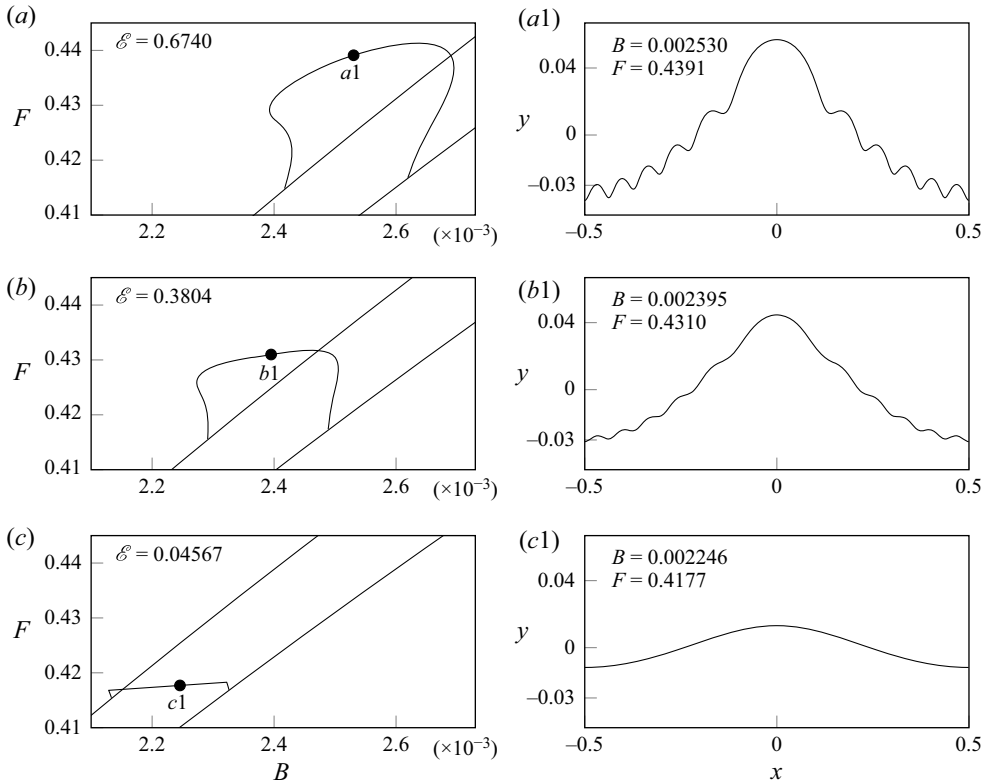 (a)
0.44
0.43
0.42
0.41
F
ℰ = 0.6740
a1
2.2
2.4
2.6
(×10⁻³)
(a1)
B = 0.002530
F = 0.4391
0.04
y
0
–0.03
–0.5
0
0.5
(b)
0.44
0.43
0.42
0.41
F
ℰ = 0.3804
b1
2.2
2.4
2.6
(×10⁻³)
(b1)
B = 0.002395
F = 0.4310
0.04
y
0
–0.03
–0.5
0
0.5
(c)
0.44
0.43
0.42
0.41
F
ℰ = 0.04567
c1
2.2
2.4
2.6
(×10⁻³)
B
(c1)
B = 0.002246
F = 0.4177
0.04
y
0
–0.03
–0.5
0
0.5
x